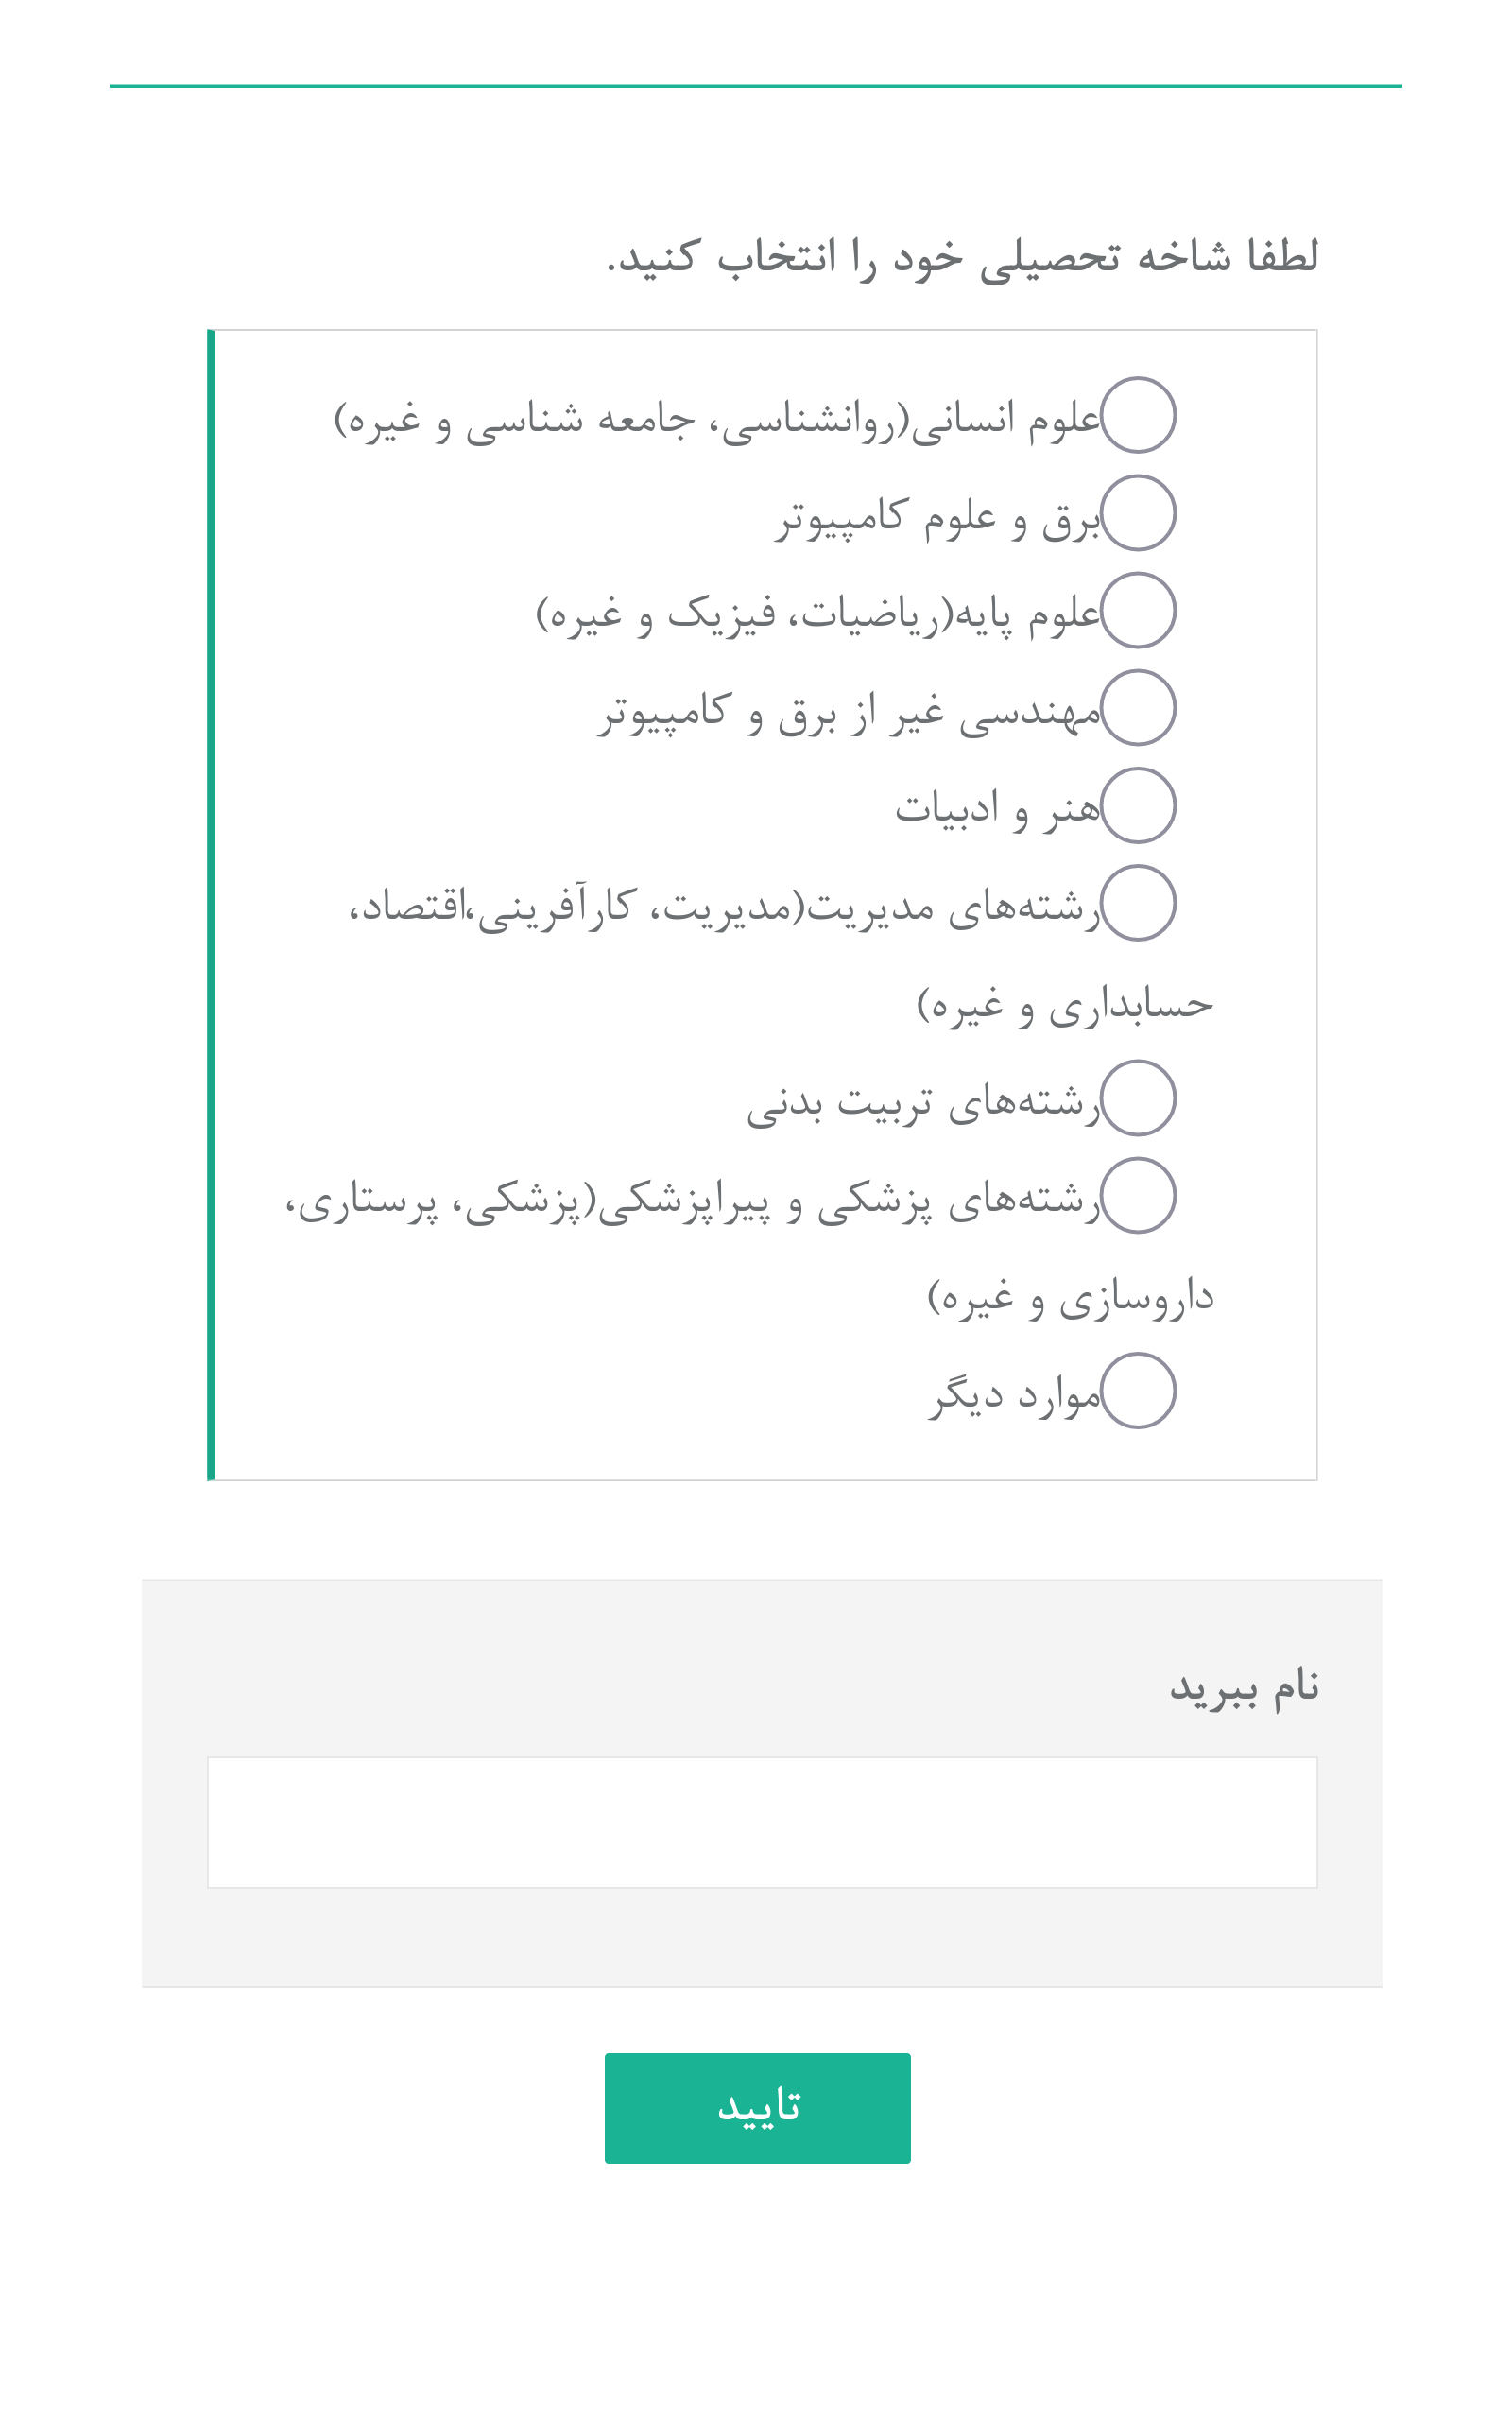 لطفا شاخه تحصیلی خود را انتخاب کنید.
علوم انسانی(روانشناسی، جامعه شناسی و غیره)
برق و علوم کامپیوتر
علوم پایه(ریاضیات، فیزیک و غیره)
مهندسی غیر از برق و کامپیوتر
هنر و ادبیات
رشته‌های مدیریت(مدیریت، کارآفرینی،اقتصاد،
حسابداری و غیره)
رشته‌های تربیت بدنی
رشته‌های پزشکی و پیراپزشکی(پزشکی، پرستاری،
داروسازی و غیره)
موارد دیگر
نام ببرید
تایید